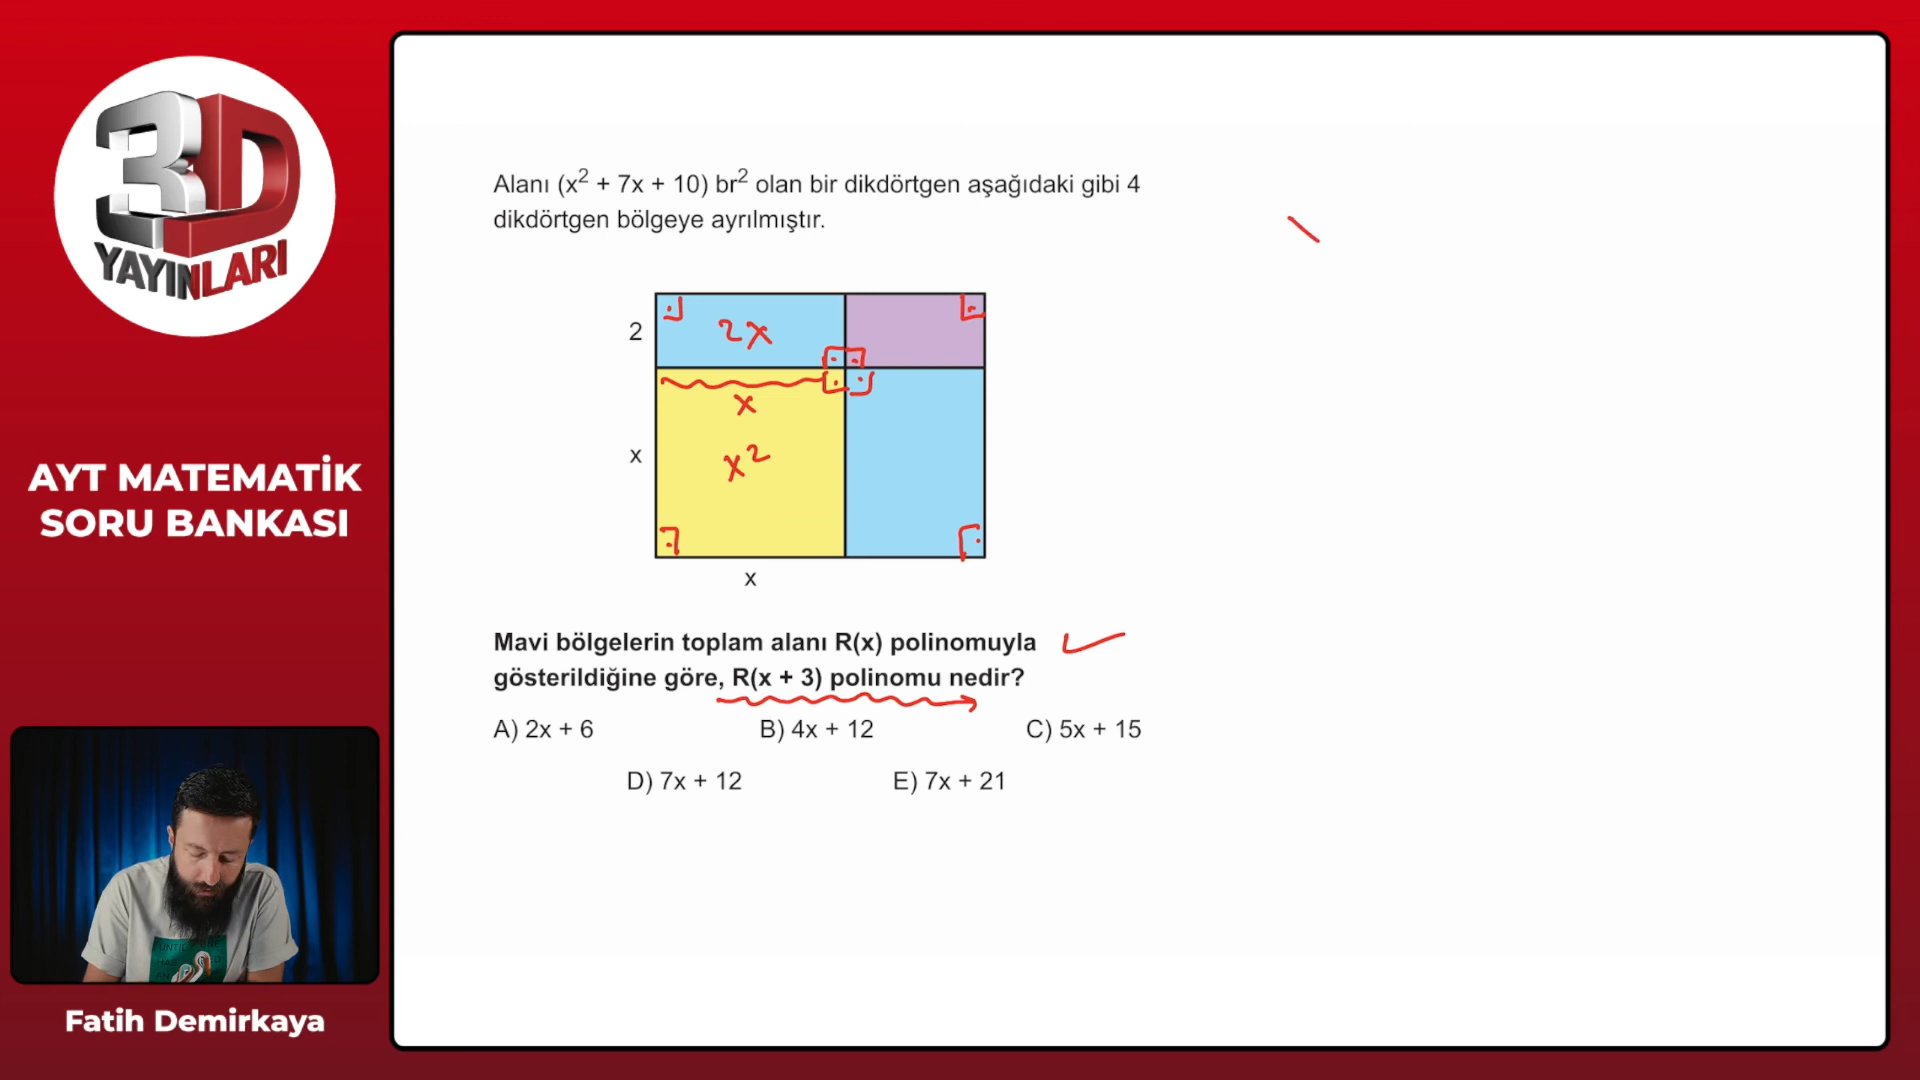 3D
YAYINLARI
AYT MATEMATİK
SORU BANKASI
Fatih Demirkaya
Alanı (x² + 7x + 10) br² olan bir dikdörtgen aşağıdaki gibi 4
dikdörtgen bölgeye ayrılmıştır.
2
2x
x
x
x²
x
Mavi bölgelerin toplam alanı R(x) polinomuyla
gösterildiğine göre, R(x + 3) polinomu nedir?
A) 2x + 6 B) 4x + 12 C) 5x + 15
D) 7x + 12 E) 7x + 21